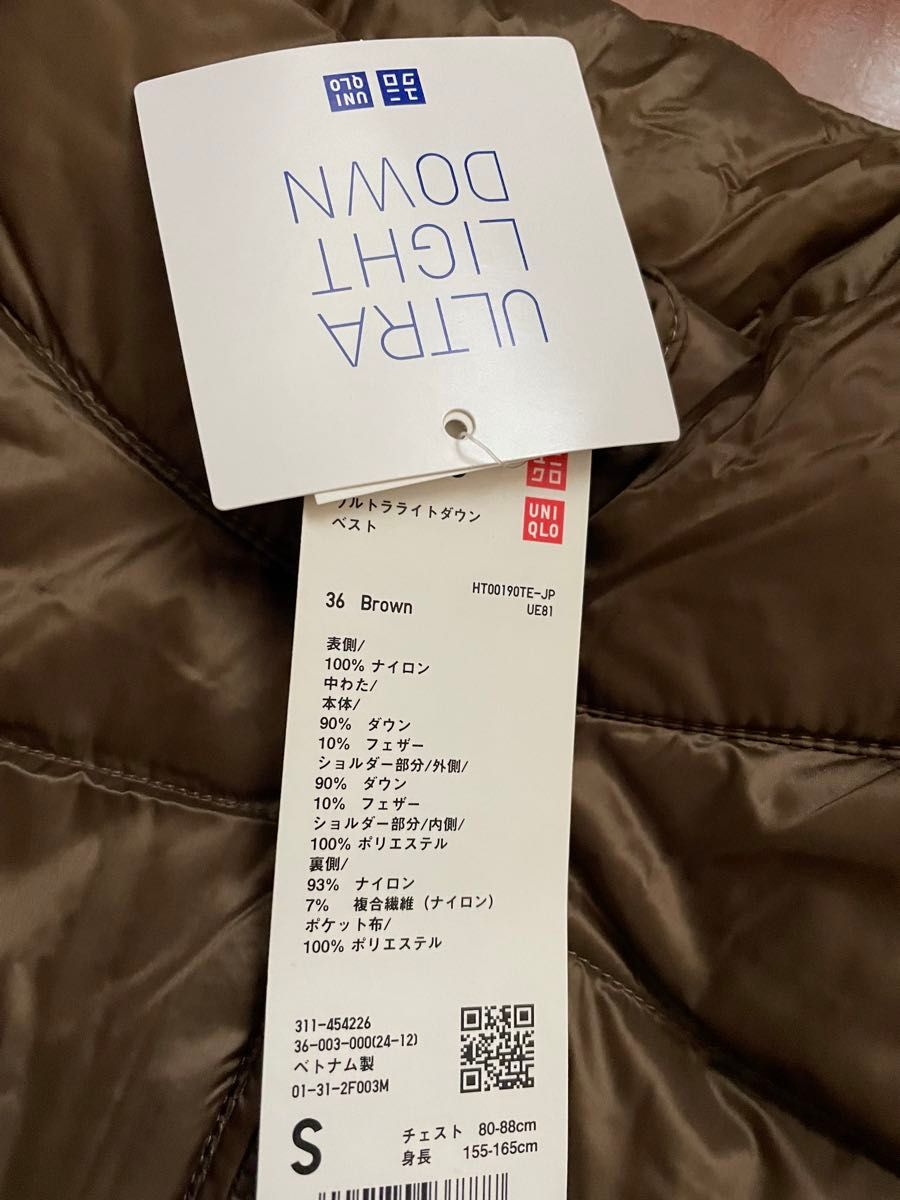 ULTRA
LIGHT
DOWN
UNI
QLO
ユニ
クロ
UNI
QLO
ウルトラライトダウン
ベスト
36 Brown
HT00190TE-JP
UE81
表側/
100% ナイロン
中わた/
本体/
90% ダウン
10% フェザー
ショルダー部分/外側/
90% ダウン
10% フェザー
ショルダー部分/内側/
100% ポリエステル
裏側/
93% ナイロン
7% 複合繊維（ナイロン）
ポケット布/
100% ポリエステル
311-454226
36-003-000(24-12)
ベトナム製
01-31-2F003M
S
チェスト 80-88cm
身長 155-165cm